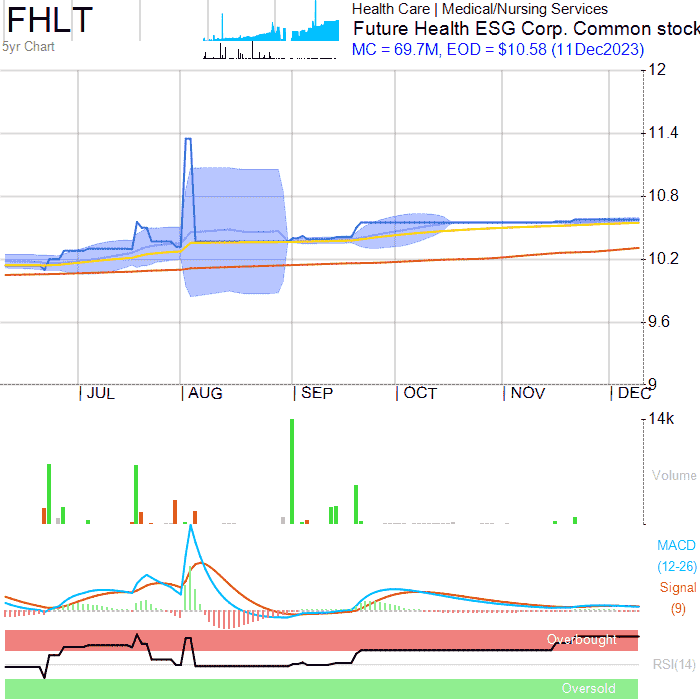 FHLT
5yr Chart
Health Care | Medical/Nursing Services
Future Health ESG Corp. Common stock
MC = 69.7M, EOD = $10.58 (11Dec2023)
12
11.4
10.8
10.2
9.6
9
JUL AUG SEP OCT NOV DEC
14k
Volume
MACD
(12-26)
Signal
(9)
Overbought
RSI(14)
Oversold